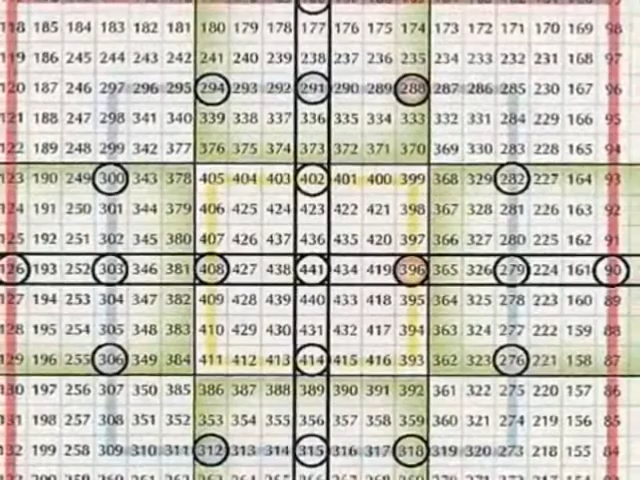 118 185 184 183 182 181 180 179 178 177 176 175 174 173 172 171 170 169 98
119 186 245 244 243 242 241 240 239 238 237 236 235 234 233 232 231 168 97
120 187 246 297 296 295 294 293 292 291 290 289 288 287 286 285 230 167 96
121 188 247 298 341 340 339 338 337 336 335 334 333 332 331 284 229 166 95
122 189 248 299 342 377 376 375 374 373 372 371 370 369 330 283 228 165 94
123 190 249 300 343 378 405 404 403 402 401 400 399 368 329 282 227 164 93
124 191 250 301 344 379 406 425 424 423 422 421 398 367 328 281 226 163 92
125 192 251 302 345 380 407 426 437 436 435 420 397 366 327 280 225 162 91
126 193 252 303 346 381 408 427 438 441 434 419 396 365 326 279 224 161 90
127 194 253 304 347 382 409 428 439 440 433 418 395 364 325 278 223 160 89
128 195 254 305 348 383 410 429 430 431 432 417 394 363 324 277 222 159 88
129 196 255 306 349 384 411 412 413 414 415 416 393 362 323 276 221 158 87
130 197 256 307 350 385 386 387 388 389 390 391 392 361 322 275 220 157 86
131 198 257 308 351 352 353 354 355 356 357 358 359 360 321 274 219 156 85
132 199 258 309 310 311 312 313 314 315 316 317 318 319 320 273 218 155 84